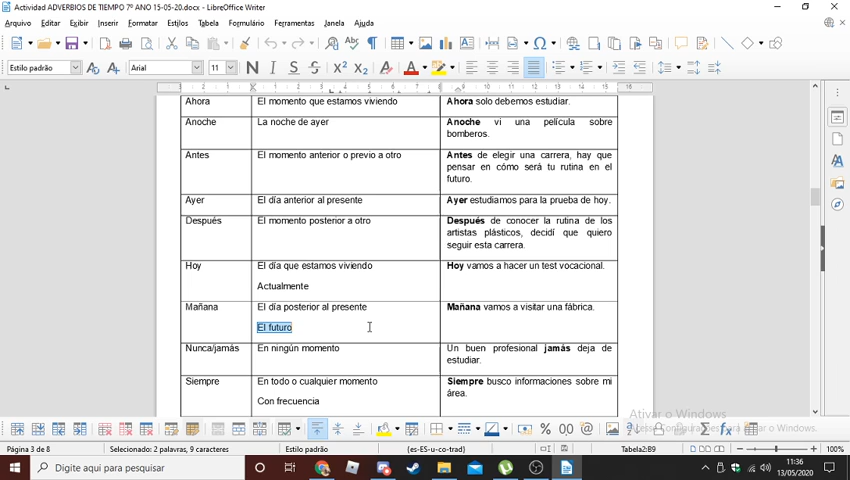 Actividad ADVERBIOS DE TIEMPO 7º ANO 15-05-20.docx - LibreOffice Writer
Arquivo Editar Exibir Inserir Formatar Estilos Tabela Formulário Ferramentas Janela Ajuda
Estilo padrão Arial 11
Ahora El momento que estamos viviendo Ahora solo debemos estudiar.
Anoche La noche de ayer Anoche vi una película sobre
bomberos.
Antes El momento anterior o previo a otro Antes de elegir una carrera, hay que
pensar en cómo será tu rutina en el
futuro.
Ayer El día anterior al presente Ayer estudiamos para la prueba de hoy.
Después El momento posterior a otro Después de conocer la rutina de los
artistas plásticos, decidí que quiero
seguir esta carrera.
Hoy El día que estamos viviendo Hoy vamos a hacer un test vocacional.
Actualmente
Mañana El día posterior al presente Mañana vamos a visitar una fábrica.
El futuro
Nunca/jamás En ningún momento Un buen profesional jamás deja de
estudiar.
Siempre En todo o cualquier momento Siempre busco informaciones sobre mi
área.
Con frecuencia
Ativar o Windows
Página 3 de 8 Selecionado: 2 palavras, 9 caracteres Estilo padrão (es-ES-u-co-trad) Tabela2:B9 100%
Digite aqui para pesquisar
11:36
13/05/2020